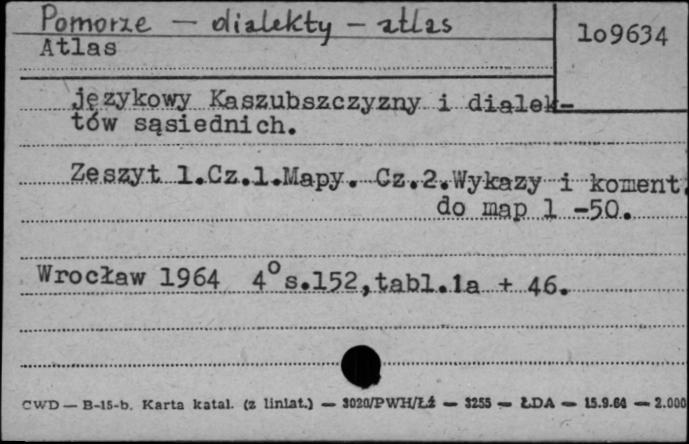 Pomorze — dialekty — atlas
109634
Atlas
językowy Kaszubszczyzny i dialek-
tów sąsiednich.
Zeszyt 1.Cz.1.Mapy. Cz.2.Wykazy i koment.
do map 1 -50.
Wrocław 1964 4° s.152,tabl.1a + 46.
CWD — B-15-b. Karta katal. (z liniat.) — 3020/PWH/Łź — 3255 — ŁDA — 15.9.64 — 2.000